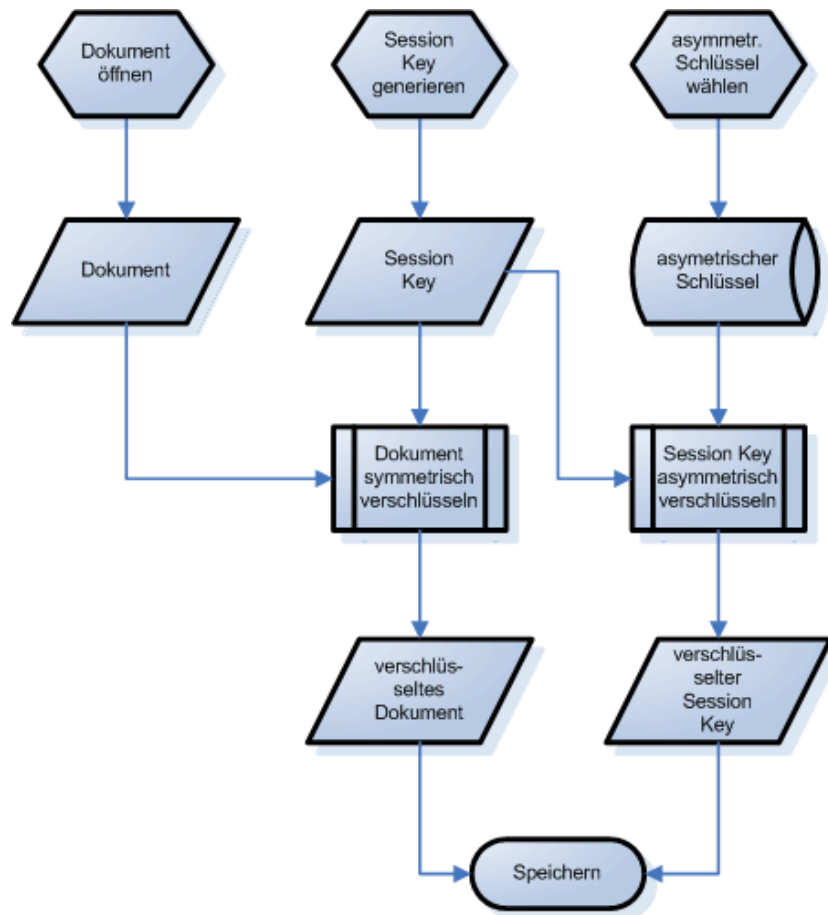 Dokument
öffnen
Session
Key
generieren
asymmetr.
Schlüssel
wählen
Dokument
Session
Key
asymetrischer
Schlüssel
Dokument
symmetrisch
verschlüsseln
Session Key
asymmetrisch
verschlüsseln
verschlüs-
seltes
Dokument
verschlüs-
selter
Session
Key
Speichern